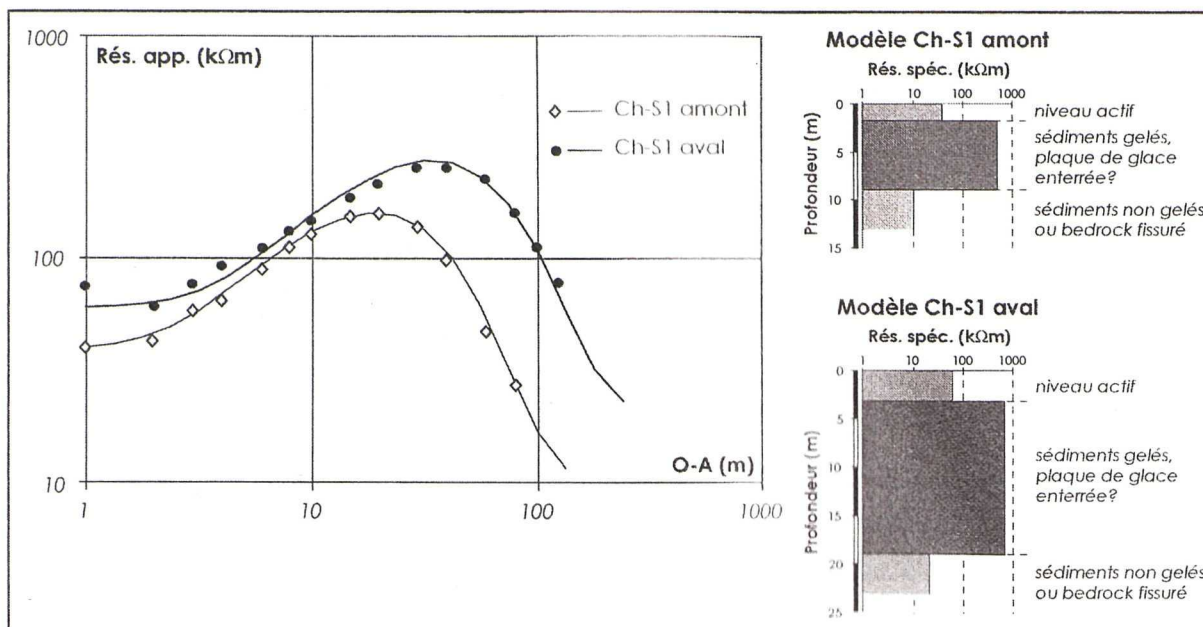 Rés. app. (kΩm)
1000
100
10
1
10
100
1000
O-A (m)
Ch-S1 amont
Ch-S1 aval
Modèle Ch-S1 amont
Rés. spéc. (kΩm)
1 10 100 1000
Profondeur (m)
0
5
10
15
niveau actif
sédiments gelés,
plaque de glace
enterrée?
sédiments non gelés
ou bedrock fissuré
Modèle Ch-S1 aval
Rés. spéc. (kΩm)
1 10 100 1000
Profondeur (m)
0
5
10
15
20
25
niveau actif
sédiments gelés,
plaque de glace
enterrée?
sédiments non gelés
ou bedrock fissuré